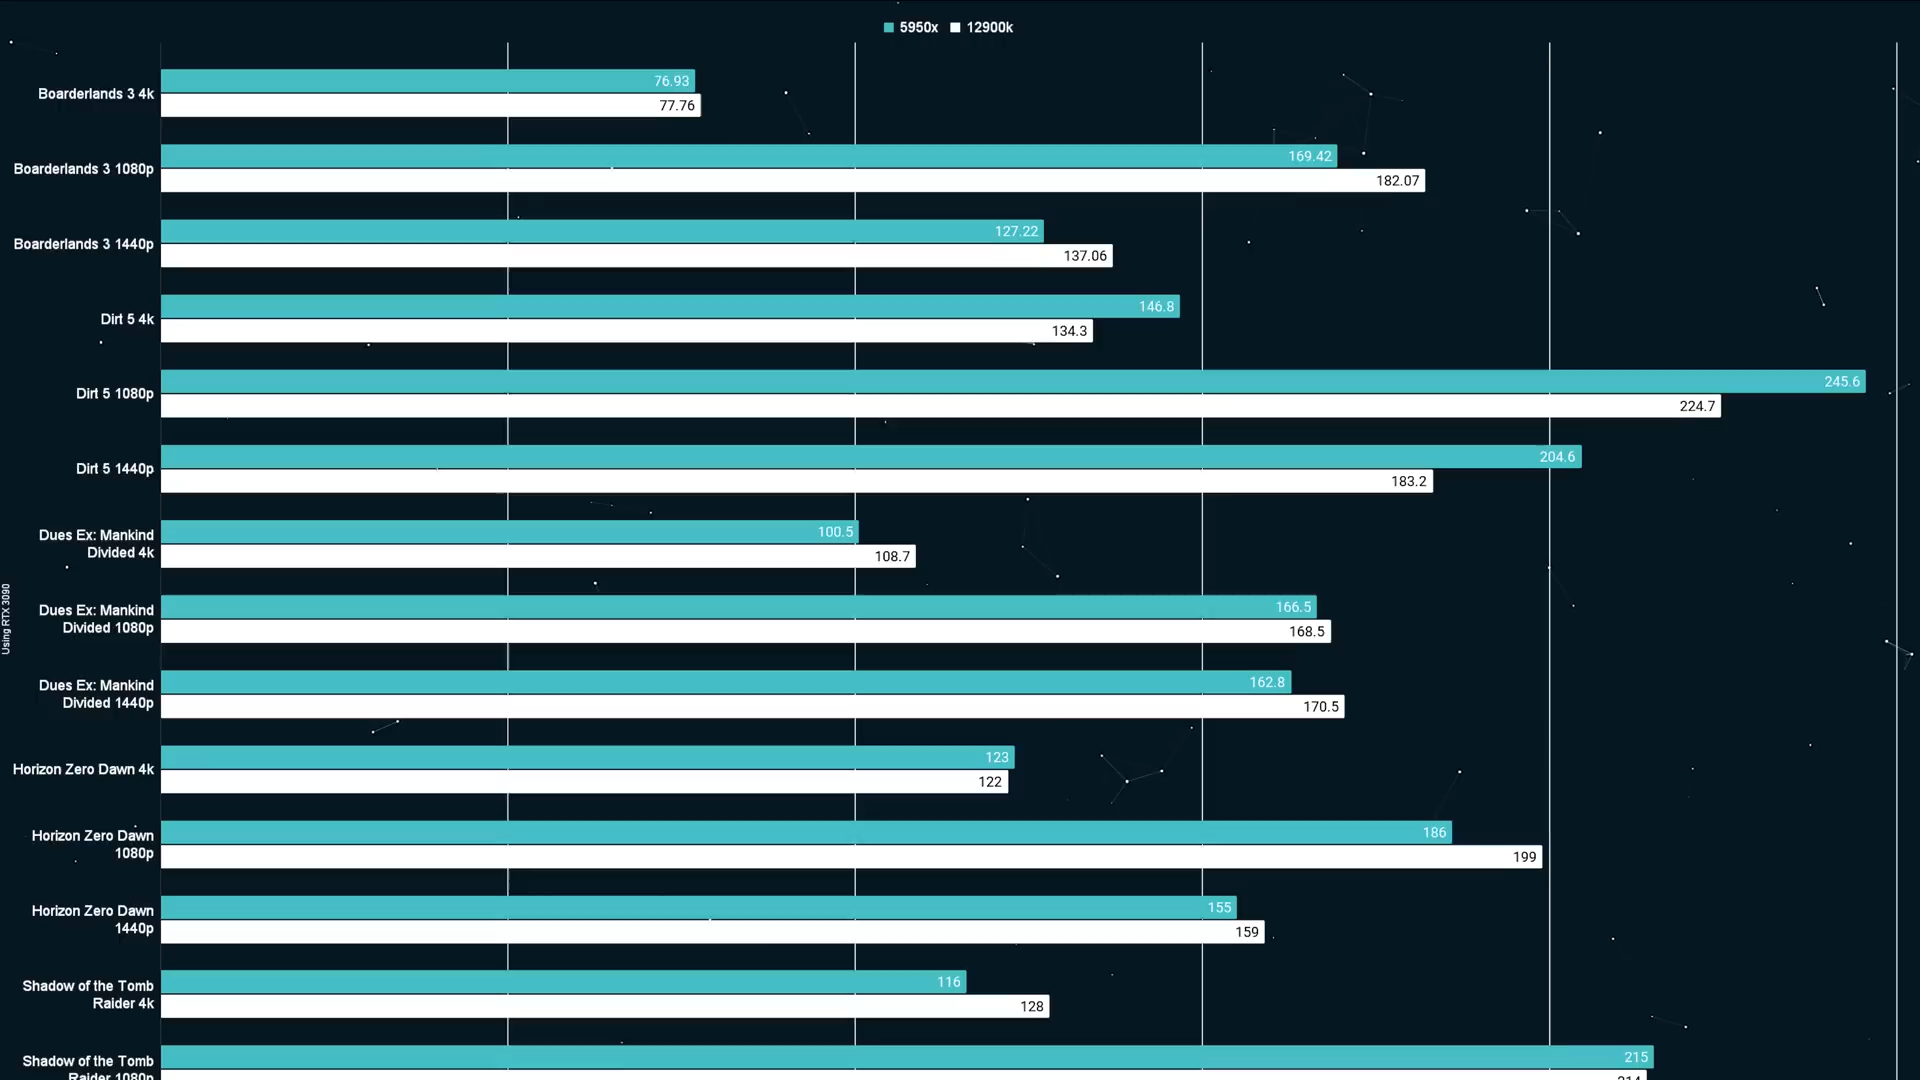 5950x 12900k
Boarderlands 3 4k
76.93
77.76
Boarderlands 3 1080p
169.42
182.07
Boarderlands 3 1440p
127.22
137.06
Dirt 5 4k
146.8
134.3
Dirt 5 1080p
245.6
224.7
Dirt 5 1440p
204.6
183.2
Dues Ex: Mankind
Divided 4k
100.5
108.7
Dues Ex: Mankind
Divided 1080p
166.5
168.5
Dues Ex: Mankind
Divided 1440p
162.8
170.5
Horizon Zero Dawn 4k
123
122
Horizon Zero Dawn
1080p
186
199
Horizon Zero Dawn
1440p
155
159
Shadow of the Tomb
Raider 4k
116
128
Shadow of the Tomb
Raider 1080p
215
214
Using RTX 3090